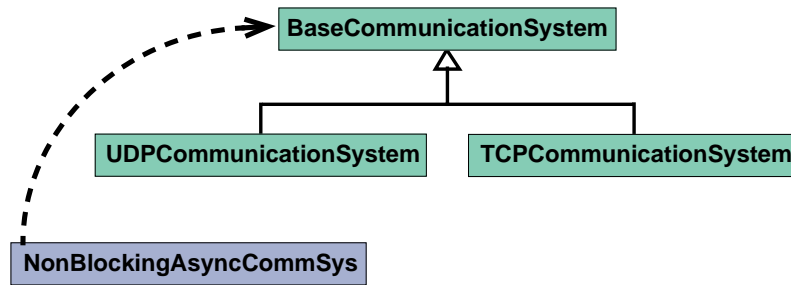 BaseCommunicationSystem
UDPCommunicationSystem
TCPCommunicationSystem
NonBlockingAsyncCommSys